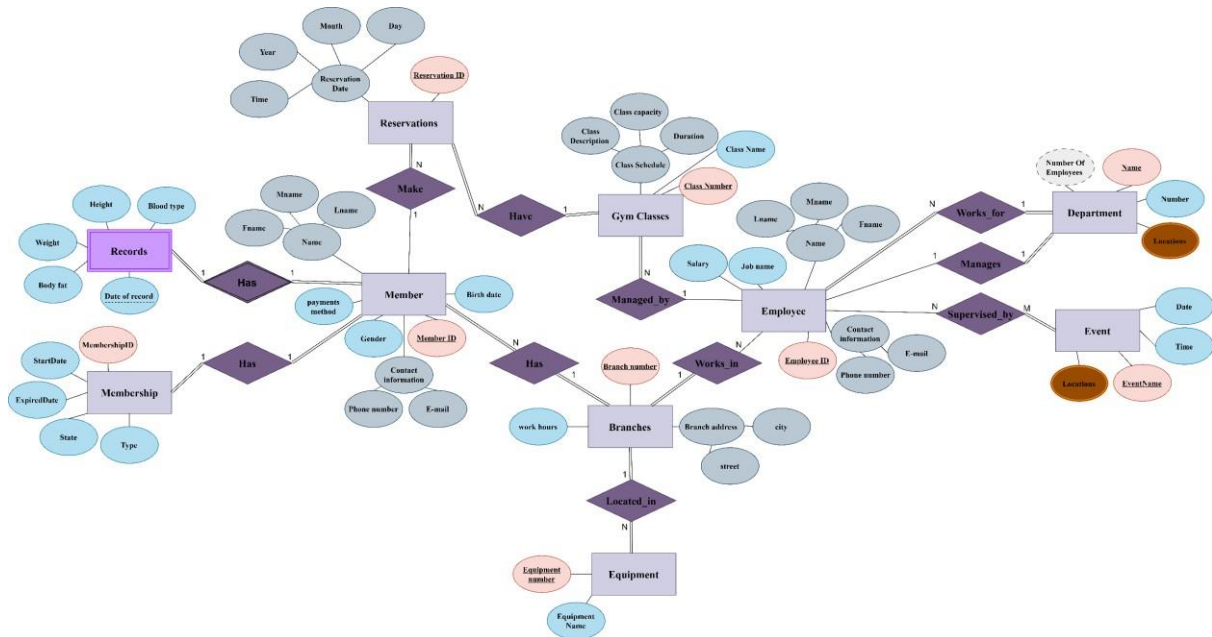 Month
Day
Year
Reservation
Date
Reservation ID
Time
Reservations
Class capacity
Class
Description
Duration
Class Schedule
Class Name
Class Number
Number Of
Employees
Name
N
Make
1
N
Have
1
Gym Classes
N
Works_for
1
Department
Number
Locations
Height
Blood type
Mname
Lname
Fname
Name
Mname
Lname
Fname
Name
Weight
Records
Body fat
Date of record
1
Has
1
Member
payments
method
Birth date
Gender
Member ID
Contact
information
Phone number
E-mail
N
Managed_by
1
Salary
Job name
Employee
1
Manages
1
N
Supervised_by
M
Event
Date
Time
Locations
EventName
Contact
information
E-mail
Phone number
Employee ID
MembershipID
StartDate
ExpiredDate
Membership
State
Type
1
Has
1
N
Has
1
Branch number
N
Works_in
1
work hours
Branches
Branch address
city
street
1
Located_in
N
Equipment
number
Equipment
Equipment
Name